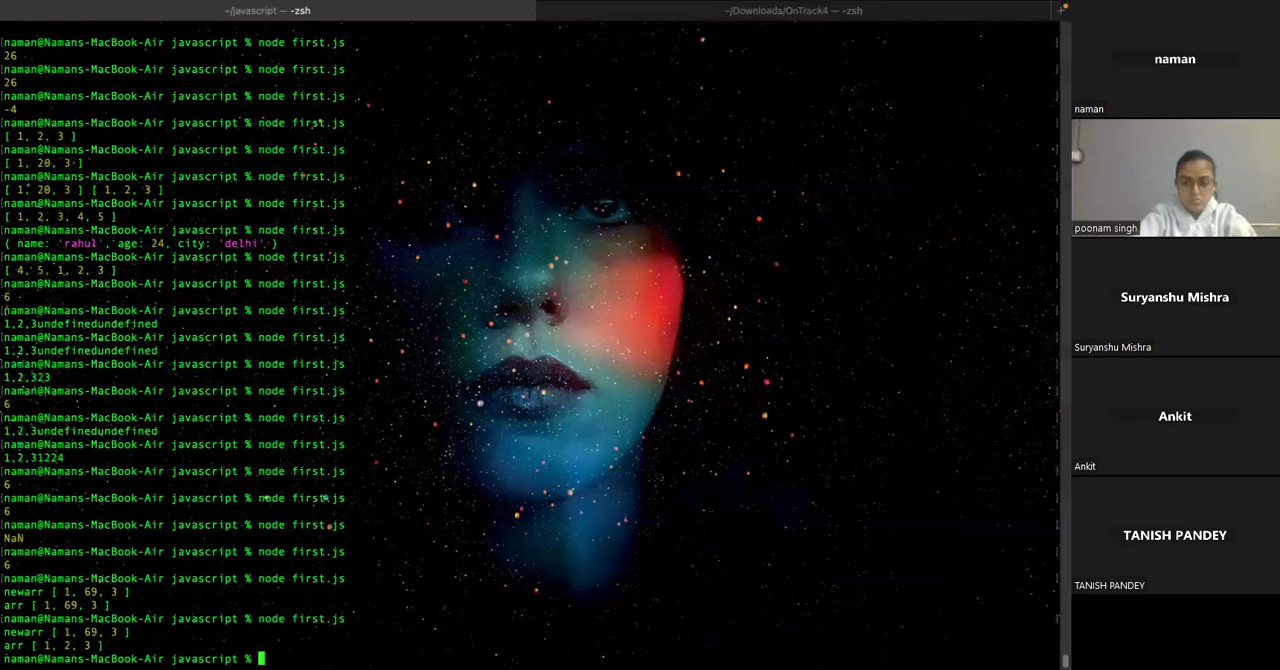 ~/javascript — -zsh
~/Downloads/OnTrack4 — -zsh
+
[naman@Namans-MacBook-Air javascript % node first.js
26
[naman@Namans-MacBook-Air javascript % node first.js
26
[naman@Namans-MacBook-Air javascript % node first.js
-4
[naman@Namans-MacBook-Air javascript % node first.js
[ 1, 2, 3 ]
[naman@Namans-MacBook-Air javascript % node first.js
[ 1, 20, 3 ]
[naman@Namans-MacBook-Air javascript % node first.js
[ 1, 20, 3 ] [ 1, 2, 3 ]
[naman@Namans-MacBook-Air javascript % node first.js
[ 1, 2, 3, 4, 5 ]
[naman@Namans-MacBook-Air javascript % node first.js
{ name: 'rahul', age: 24, city: 'delhi' }
[naman@Namans-MacBook-Air javascript % node first.js
[ 4, 5, 1, 2, 3 ]
[naman@Namans-MacBook-Air javascript % node first.js
6
[naman@Namans-MacBook-Air javascript % node first.js
1,2,3undefinedundefined
[naman@Namans-MacBook-Air javascript % node first.js
1,2,3undefinedundefined
[naman@Namans-MacBook-Air javascript % node first.js
1,2,323
[naman@Namans-MacBook-Air javascript % node first.js
6
[naman@Namans-MacBook-Air javascript % node first.js
1,2,3undefinedundefined
[naman@Namans-MacBook-Air javascript % node first.js
1,2,31224
[naman@Namans-MacBook-Air javascript % node first.js
6
[naman@Namans-MacBook-Air javascript % node first.js
6
[naman@Namans-MacBook-Air javascript % node first.js
NaN
[naman@Namans-MacBook-Air javascript % node first.js
6
[naman@Namans-MacBook-Air javascript % node first.js
newarr [ 1, 69, 3 ]
arr [ 1, 69, 3 ]
[naman@Namans-MacBook-Air javascript % node first.js
newarr [ 1, 69, 3 ]
arr [ 1, 2, 3 ]
naman@Namans-MacBook-Air javascript %
naman
naman
poonam singh
Suryanshu Mishra
Suryanshu Mishra
Ankit
Ankit
TANISH PANDEY
TANISH PANDEY